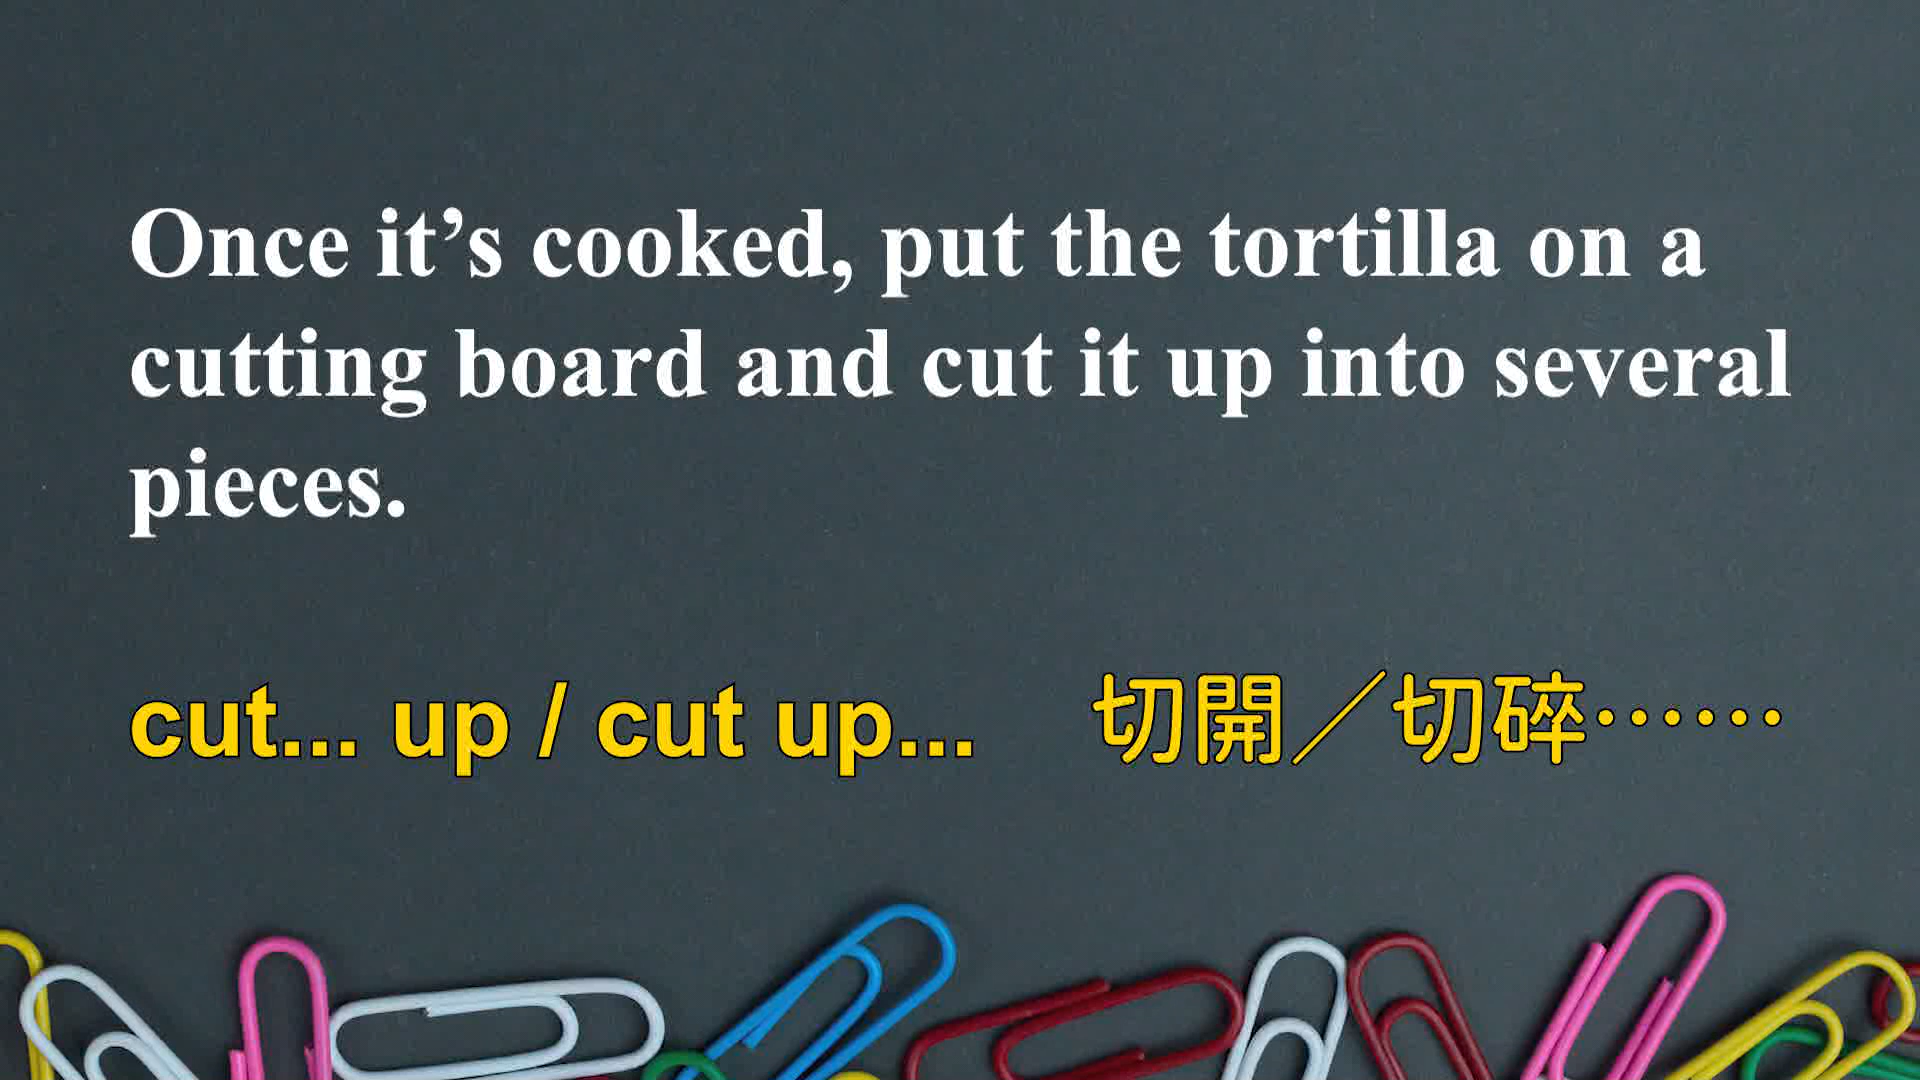 Once it’s cooked, put the tortilla on a
cutting board and cut it up into several
pieces.
cut... up / cut up... 切開／切碎⋯⋯